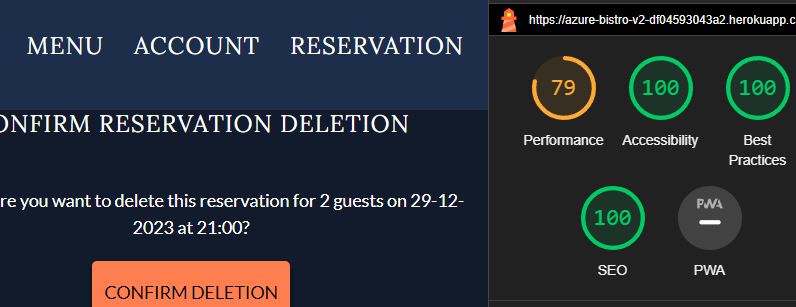 MENU ACCOUNT RESERVATION
ONFIRM RESERVATION DELETION
re you want to delete this reservation for 2 guests on 29-12-
2023 at 21:00?
CONFIRM DELETION
https://azure-bistro-v2-df04593043a2.herokuapp.c
79 100 100
Performance Accessibility Best
Practices
100 PWA
SEO PWA